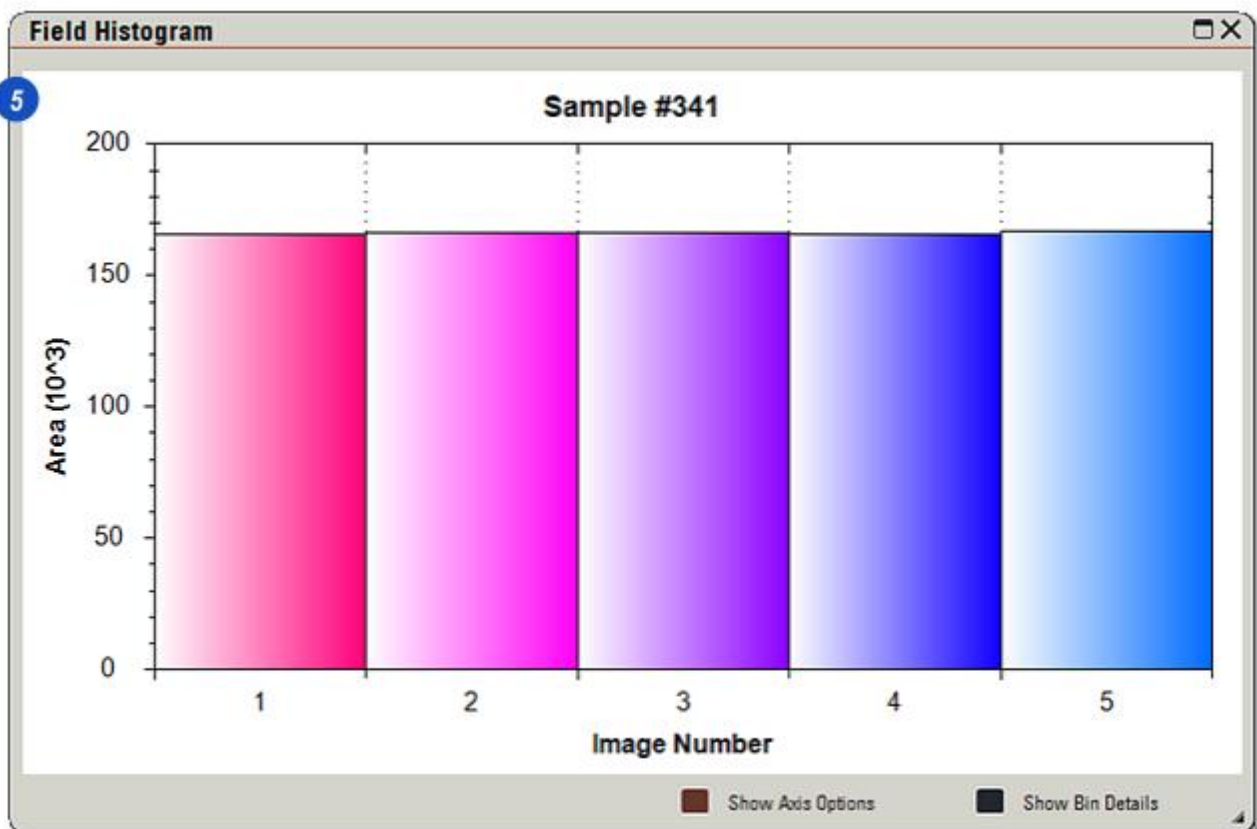 Field Histogram
5
Sample #341
200
150
100
50
0
Area (10^3)
1 2 3 4 5
Image Number
Show Axis Options Show Bin Details